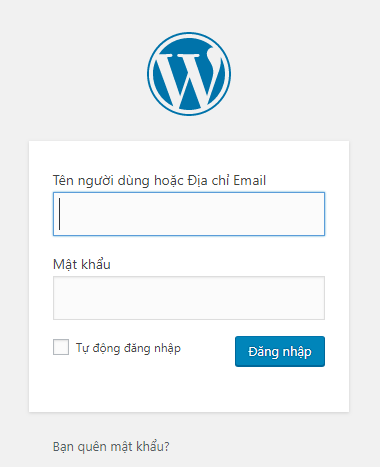 Tên người dùng hoặc Địa chỉ Email
Mật khẩu
Tự động đăng nhập
Đăng nhập
Bạn quên mật khẩu?